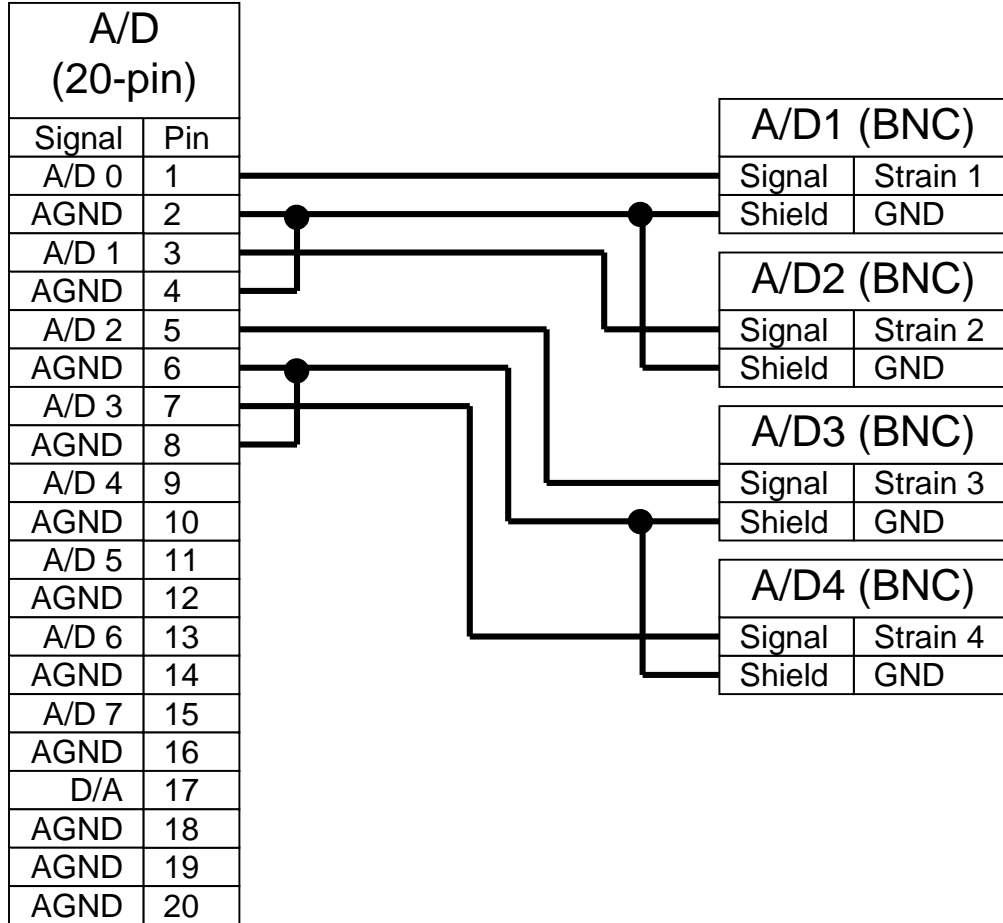 A/D
(20-pin)
Signal Pin
A/D 0 1
AGND 2
A/D 1 3
AGND 4
A/D 2 5
AGND 6
A/D 3 7
AGND 8
A/D 4 9
AGND 10
A/D 5 11
AGND 12
A/D 6 13
AGND 14
A/D 7 15
AGND 16
D/A 17
AGND 18
AGND 19
AGND 20
A/D1 (BNC)
Signal Strain 1
Shield GND
A/D2 (BNC)
Signal Strain 2
Shield GND
A/D3 (BNC)
Signal Strain 3
Shield GND
A/D4 (BNC)
Signal Strain 4
Shield GND